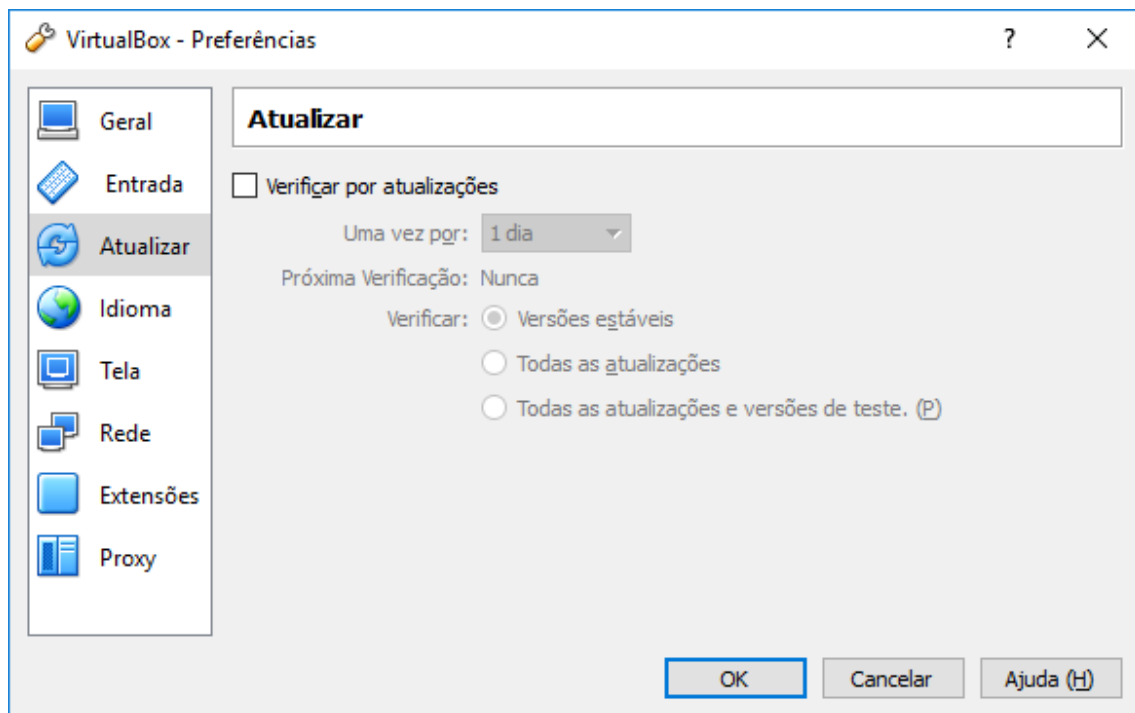 VirtualBox - Preferências ?
Geral
Entrada
Atualizar
Idioma
Tela
Rede
Extensões
Proxy
Atualizar
Verificar por atualizações
Uma vez por: 1 dia
Próxima Verificação: Nunca
Verificar: Versões estáveis
Todas as atualizações
Todas as atualizações e versões de teste. (P)
OK Cancelar Ajuda (H)